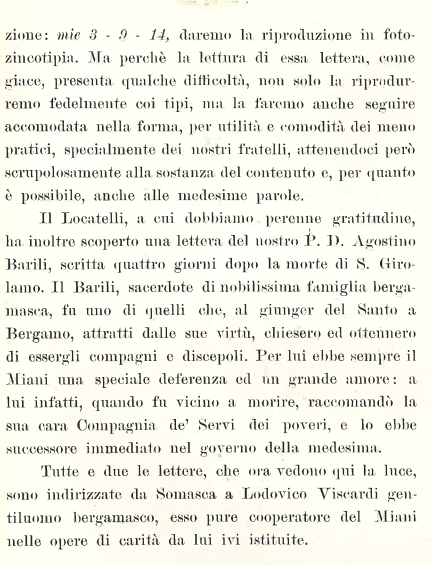 zione: mie 3 - 9 - 14, daremo la riproduzione in foto-
zincotipia. Ma perchè la lettura di essa lettera, come
giace, presenta qualche difficoltà, non solo la riprodur-
remo fedelmente coi tipi, ma la faremo anche seguire
accomodata nella forma, per utilità e comodità dei meno
pratici, specialmente dei nostri fratelli, attenendoci però
scrupolosamente alla sostanza del contenuto e, per quanto
è possibile, anche alle medesime parole.
Il Locatelli, a cui dobbiamo perenne gratitudine,
ha inoltre scoperto una lettera del nostro P. D. Agostino
Barili, scritta quattro giorni dopo la morte di S. Giro-
lamo. Il Barili, sacerdote di nobilissima famiglia berga-
masca, fu uno di quelli che, al giunger del Santo a
Bergamo, attratti dalle sue virtù, chiesero ed ottennero
di essergli compagni e discepoli. Per lui ebbe sempre il
Miani una speciale deferenza ed un grande amore: a
lui infatti, quando fu vicino a morire, raccomandò la
sua cara Compagnia de' Servi dei poveri, e lo ebbe
successore immediato nel governo della medesima.
Tutte e due le lettere, che ora vedono qui la luce,
sono indirizzate da Somasca a Lodovico Viscardi gen-
tiluomo bergamasco, esso pure cooperatore del Miani
nelle opere di carità da lui ivi istituite.